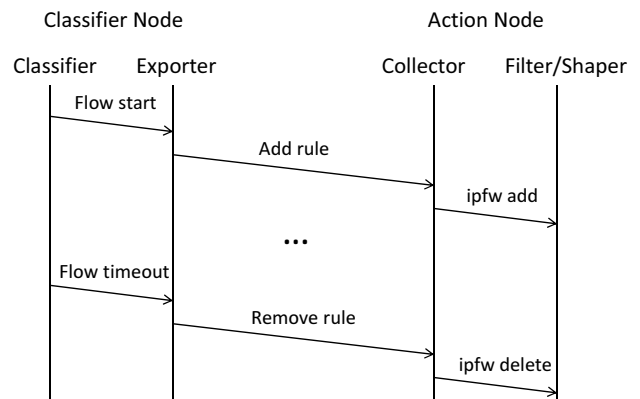 Classifier Node
Action Node
Classifier
Exporter
Collector
Filter/Shaper
Flow start
Add rule
ipfw add
...
Flow timeout
Remove rule
ipfw delete